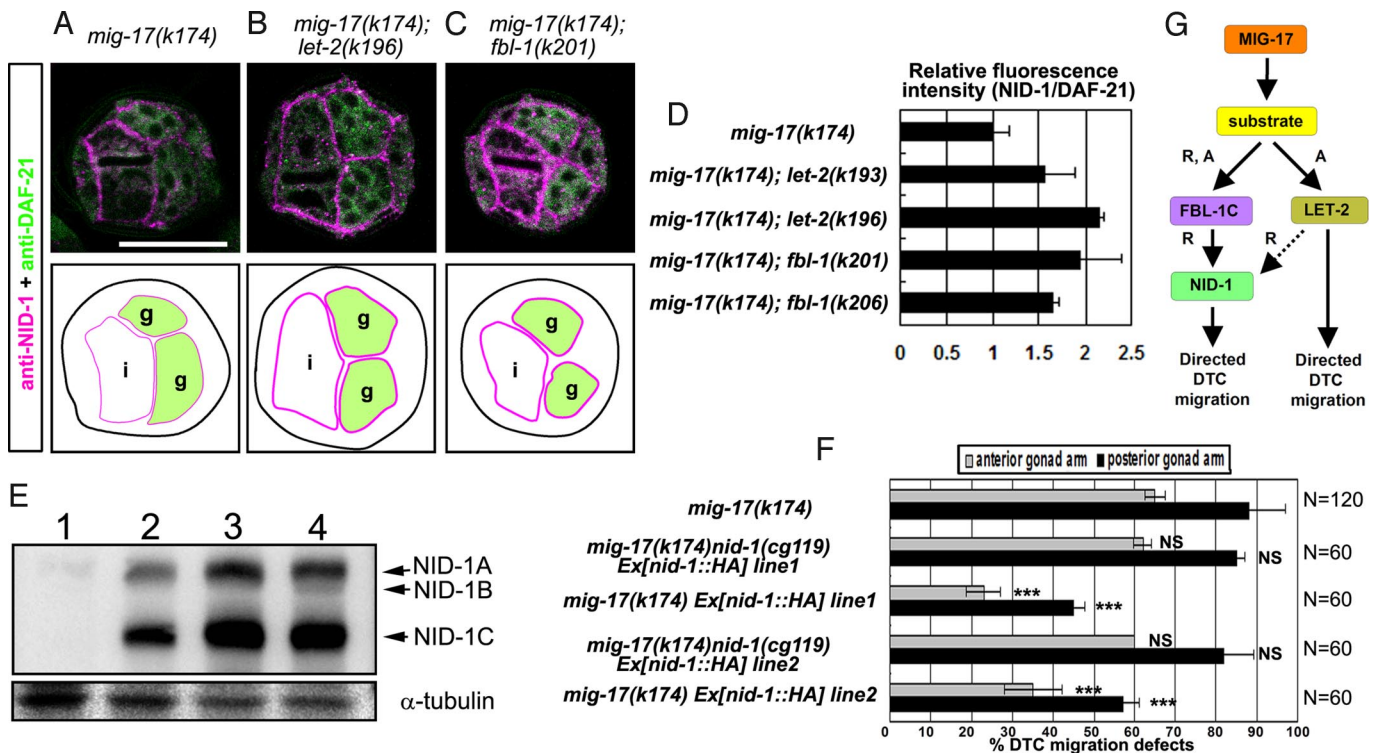 A
mig-17(k174)
B
mig-17(k174);
let-2(k196)
C
mig-17(k174);
fbl-1(k201)
anti-NID-1 + anti-DAF-21
g
i
g
g
i
g
g
i
g
D
Relative fluorescence
intensity (NID-1/DAF-21)
mig-17(k174)
mig-17(k174); let-2(k193)
mig-17(k174); let-2(k196)
mig-17(k174); fbl-1(k201)
mig-17(k174); fbl-1(k206)
0 0.5 1 1.5 2 2.5
G
MIG-17
substrate
R, A
A
FBL-1C
LET-2
R
R
NID-1
Directed
DTC
migration
Directed
DTC
migration
E
1 2 3 4
NID-1A
NID-1B
NID-1C
α-tubulin
F
anterior gonad arm posterior gonad arm
mig-17(k174)
N=120
mig-17(k174)nid-1(cg119)
Ex[nid-1::HA] line1
NS
NS
N=60
mig-17(k174) Ex[nid-1::HA] line1
***
***
N=60
mig-17(k174)nid-1(cg119)
Ex[nid-1::HA] line2
NS
NS
N=60
mig-17(k174) Ex[nid-1::HA] line2
***
***
N=60
0 10 20 30 40 50 60 70 80 90 100
% DTC migration defects